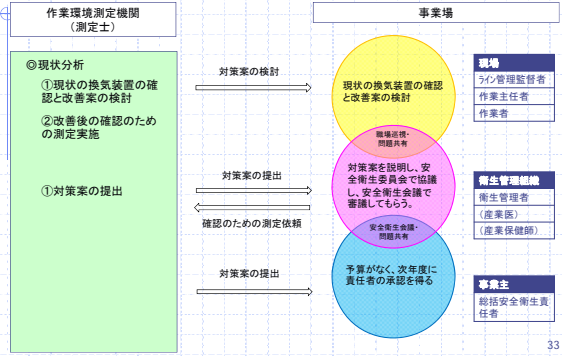 作業環境測定機関
（測定士）
事業場
◎現状分析
①現状の換気装置の確
認と改善案の検討
②改善後の確認のため
の測定実施
①対策案の提出
対策案の検討
対策案の提出
確認のための測定依頼
対策案の提出
現状の換気装置の確認
と改善案の検討
職場巡視・
問題共有
対策案を説明し、安
全衛生委員会で協議
し、安全衛生会議で
審議してもらう。
安全衛生会議・
問題共有
予算がなく、次年度に
責任者の承認を得る
現場
ライン管理監督者
作業主任者
作業者
衛生管理組織
衛生管理者
（産業医）
（産業保健師）
事業主
総括安全衛生責
任者
33